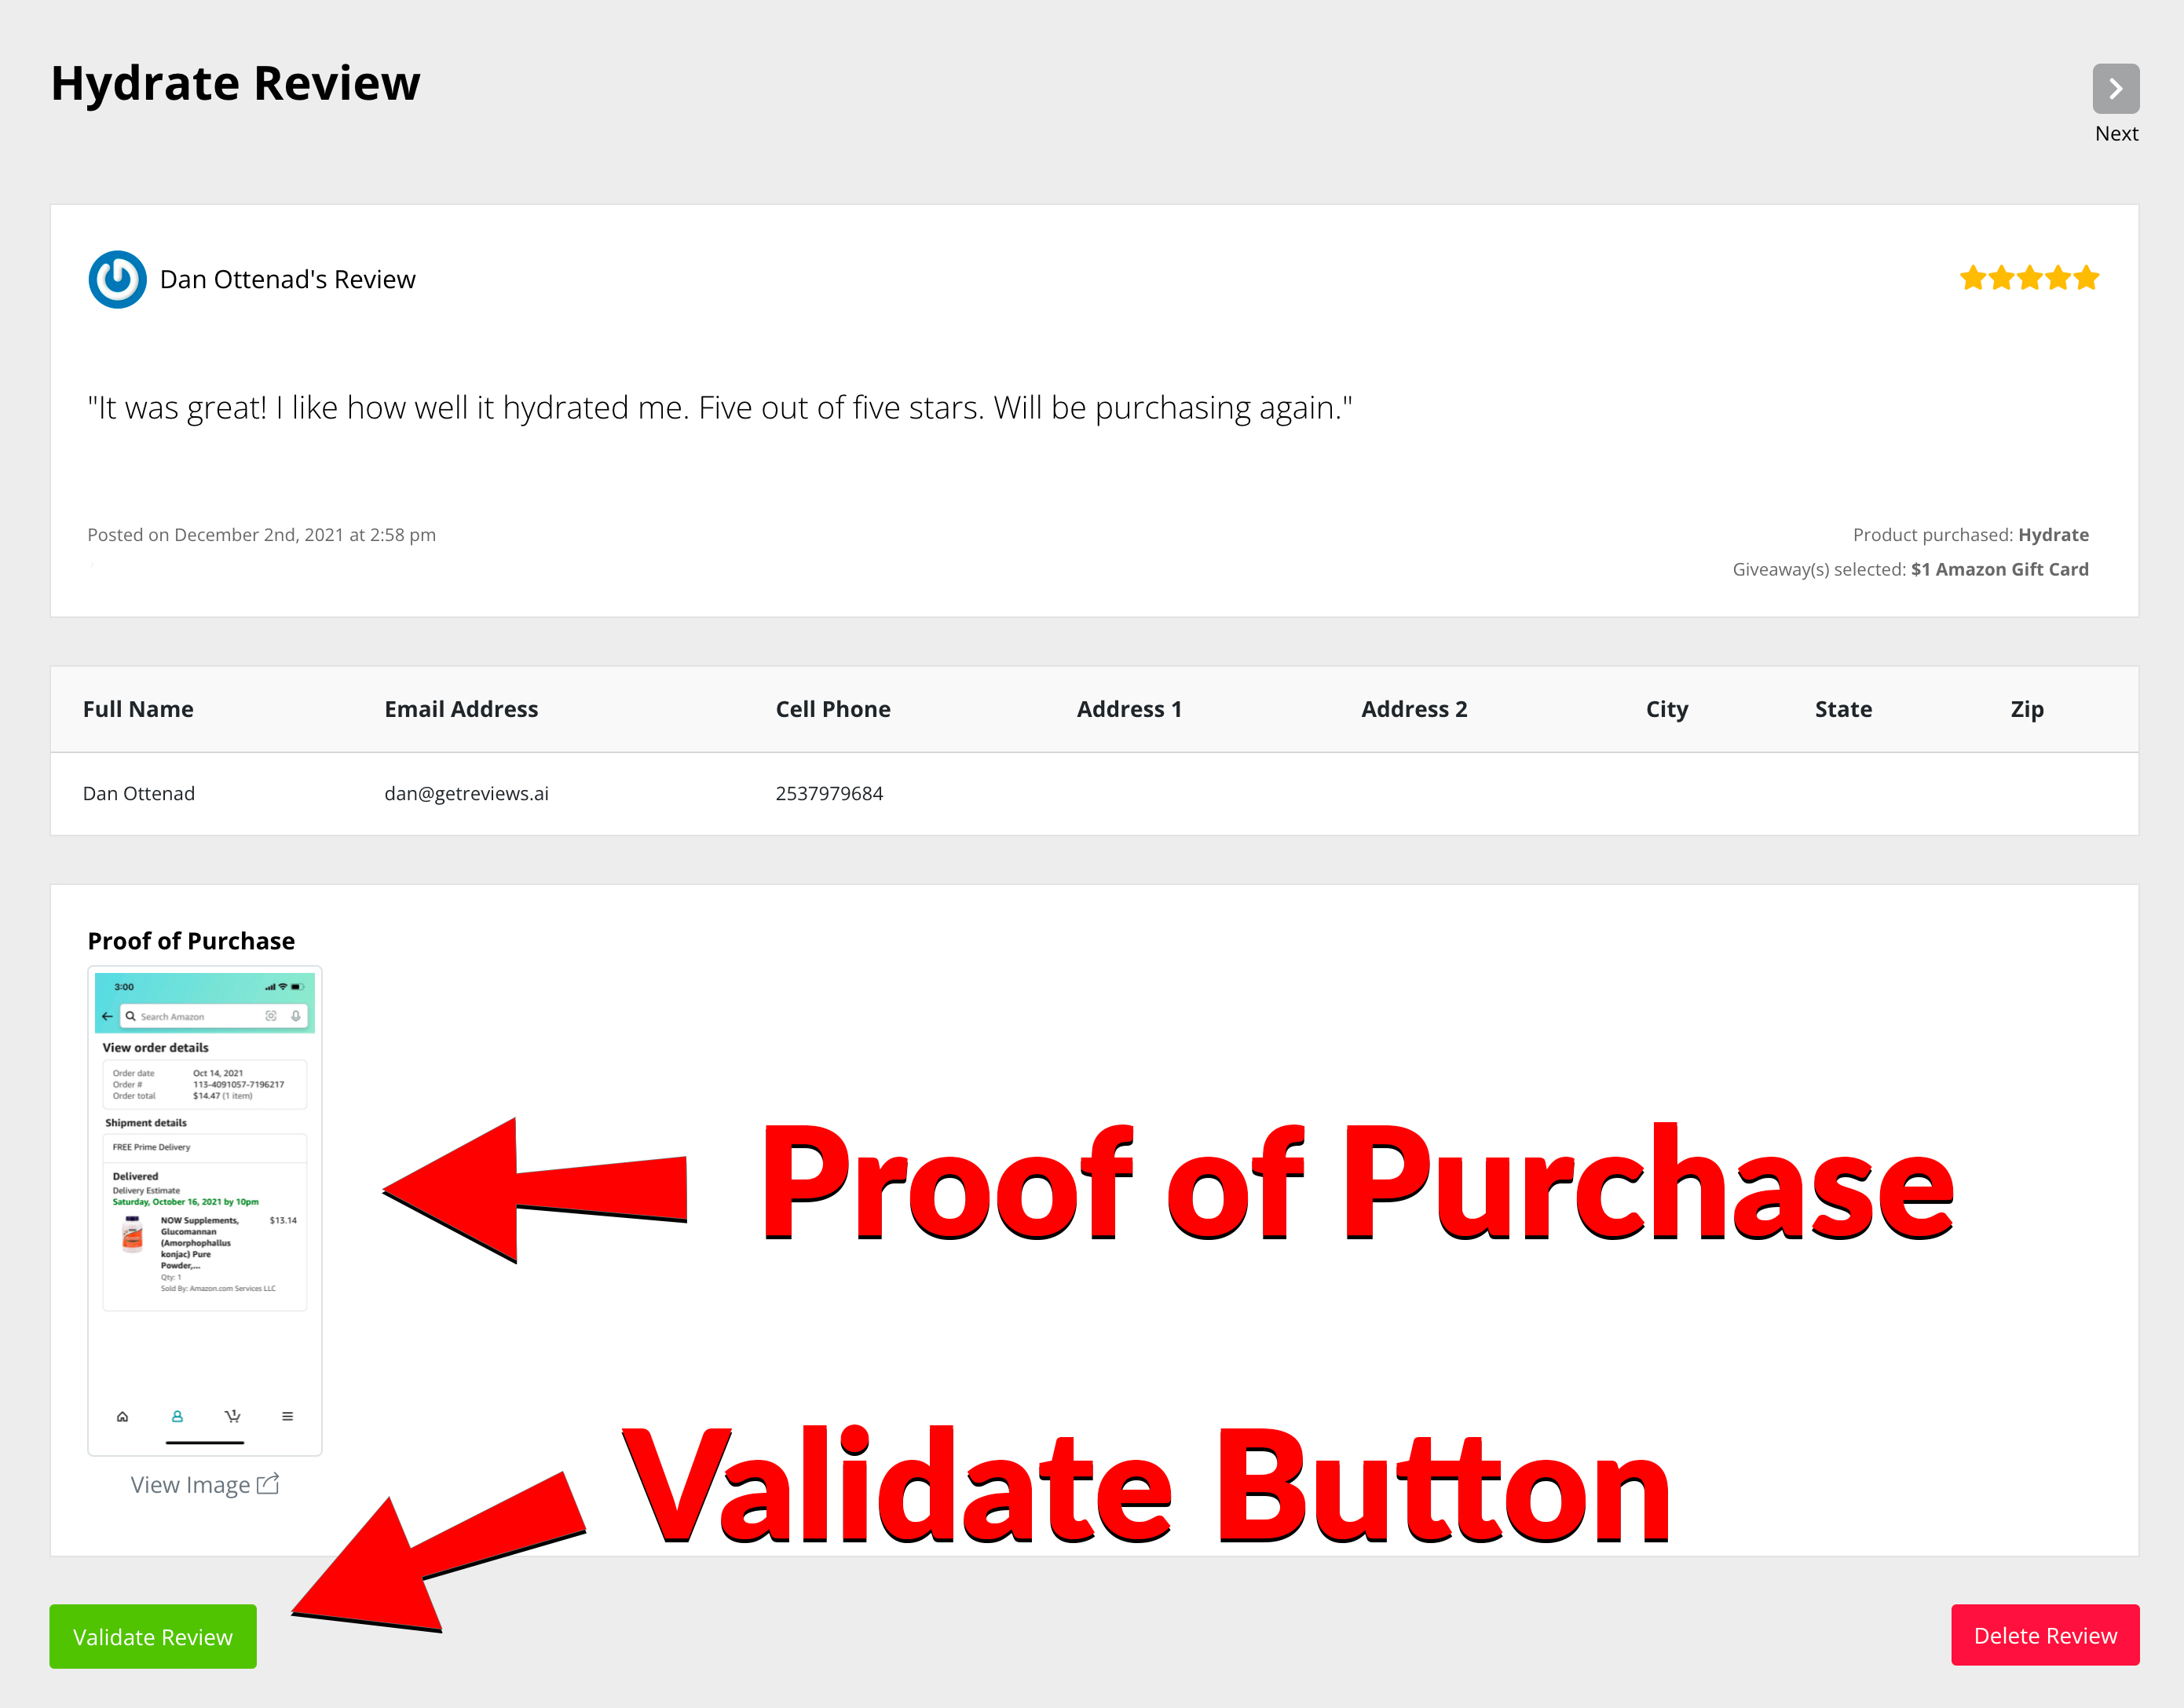 Hydrate Review
Next
Dan Ottenad's Review
"It was great! I like how well it hydrated me. Five out of five stars. Will be purchasing again."
Posted on December 2nd, 2021 at 2:58 pm
Product purchased: Hydrate
Giveaway(s) selected: $1 Amazon Gift Card
Full Name Email Address Cell Phone Address 1 Address 2 City State Zip
Dan Ottenad dan@getreviews.ai 2537979684
Proof of Purchase
3:00
Search Amazon
View order details
Order date Oct 14, 2021
Order # 113-4091057-7196217
Order total $14.47 (1 item)
Shipment details
FREE Prime Delivery
Delivered
Delivery Estimate
Saturday, October 16, 2021 by 10pm
NOW Supplements, $13.14
Glucomannan
(Amorphophallus
konjac) Pure
Powder,...
Qty: 1
Sold By: Amazon.com Services LLC
1
View Image
Proof of Purchase
Validate Button
Validate Review
Delete Review